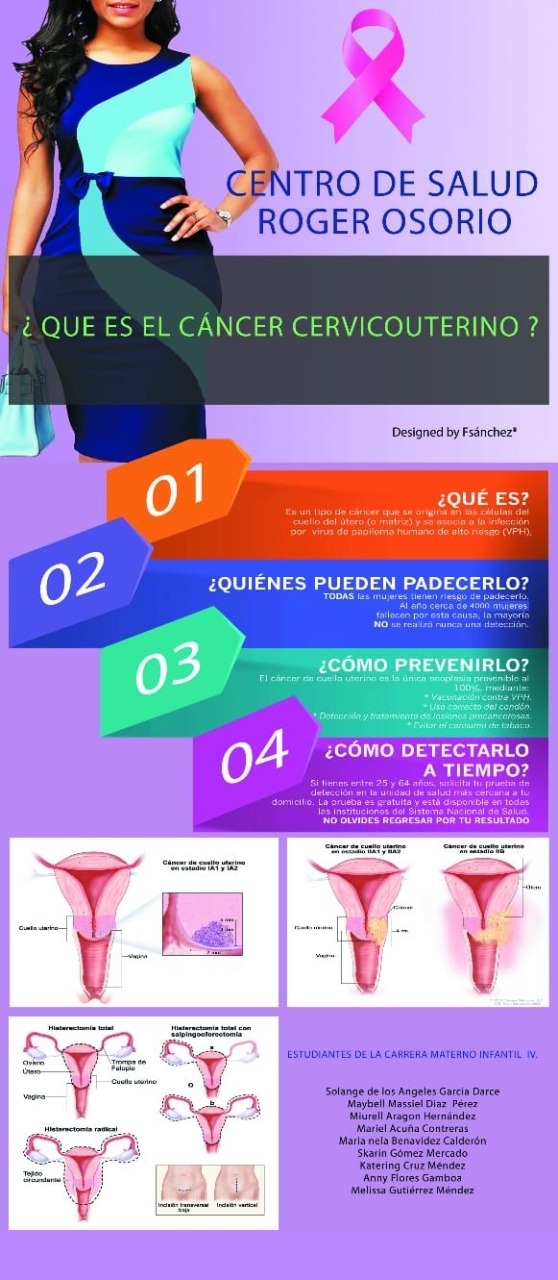 CENTRO DE SALUD
ROGER OSORIO
¿ QUE ES EL CÁNCER CERVICOUTERINO ?
Designed by Fsánchez®
01
¿QUÉ ES?
Es un tipo de cáncer que se origina en las células del
cuello del útero (o matriz) y se asocia a la infección
por virus de papiloma humano de alto riesgo (VPH),
02
¿QUIÉNES PUEDEN PADECERLO?
TODAS las mujeres tienen riesgo de padecerlo.
Al año cerca de 4000 mujeres
fallecen por esta causa, la mayoría
NO se realizó nunca una detección.
03
¿CÓMO PREVENIRLO?
El cáncer de cuello uterino es la única neoplasia prevenible al
100%, mediante:
* Vacunación contra VPH.
* Uso correcto del condón.
* Detección y tratamiento de lesiones precancerosas.
* Evitar el consumo de tabaco.
04
¿CÓMO DETECTARLO
A TIEMPO?
Si tienes entre 25 y 64 años, solicita tu prueba de
detección en la unidad de salud más cercana a tu
domicilio. La prueba es gratuita y está disponible en todas
las instituciones del Sistema Nacional de Salud.
NO OLVIDES REGRESAR POR TU RESULTADO
Cáncer de cuello uterino
en estadio IA1 y IA2
Cuello uterino
Vagina
Cáncer de cuello uterino
en estadio IIA1 y IIA2
Cáncer
Cuello uterino
4 cm
Vagina
Cáncer de cuello uterino
en estadio IIB
Útero
Histerectomía total
Ovario
Útero
Trompa de
Falopio
Cuello uterino
Vagina
Histerectomía total con
salpingooforectomía
a
O
b
Histerectomía radical
Tejido
circundante
Incisión transversal
baja
Incisión vertical
ESTUDIANTES DE LA CARRERA MATERNO INFANTIL IV.
Solange de los Angeles Garcia Darce
Maybell Massiel Diaz Pérez
Miurell Aragon Hernández
Mariel Acuña Contreras
Maria nela Benavidez Calderón
Skarin Gómez Mercado
Katering Cruz Méndez
Anny Flores Gamboa
Melissa Gutiérrez Méndez